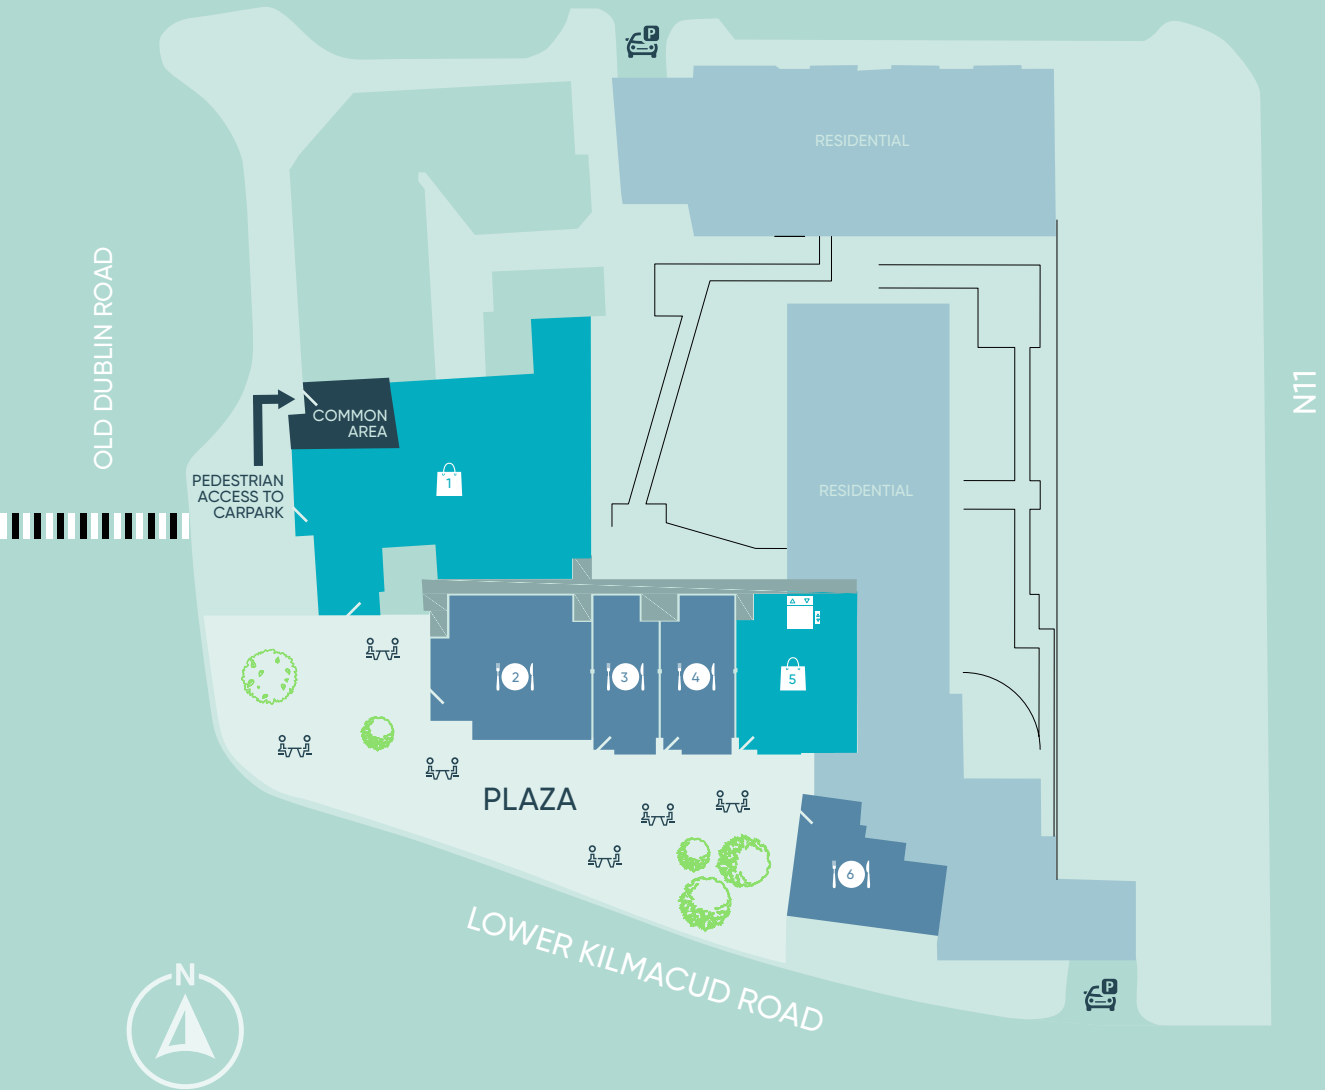 P
RESIDENTIAL
OLD DUBLIN ROAD
N11
COMMON
AREA
PEDESTRIAN
ACCESS TO
CARPARK
1
RESIDENTIAL
2
3
4
5
PLAZA
6
LOWER KILMACUD ROAD
N
P